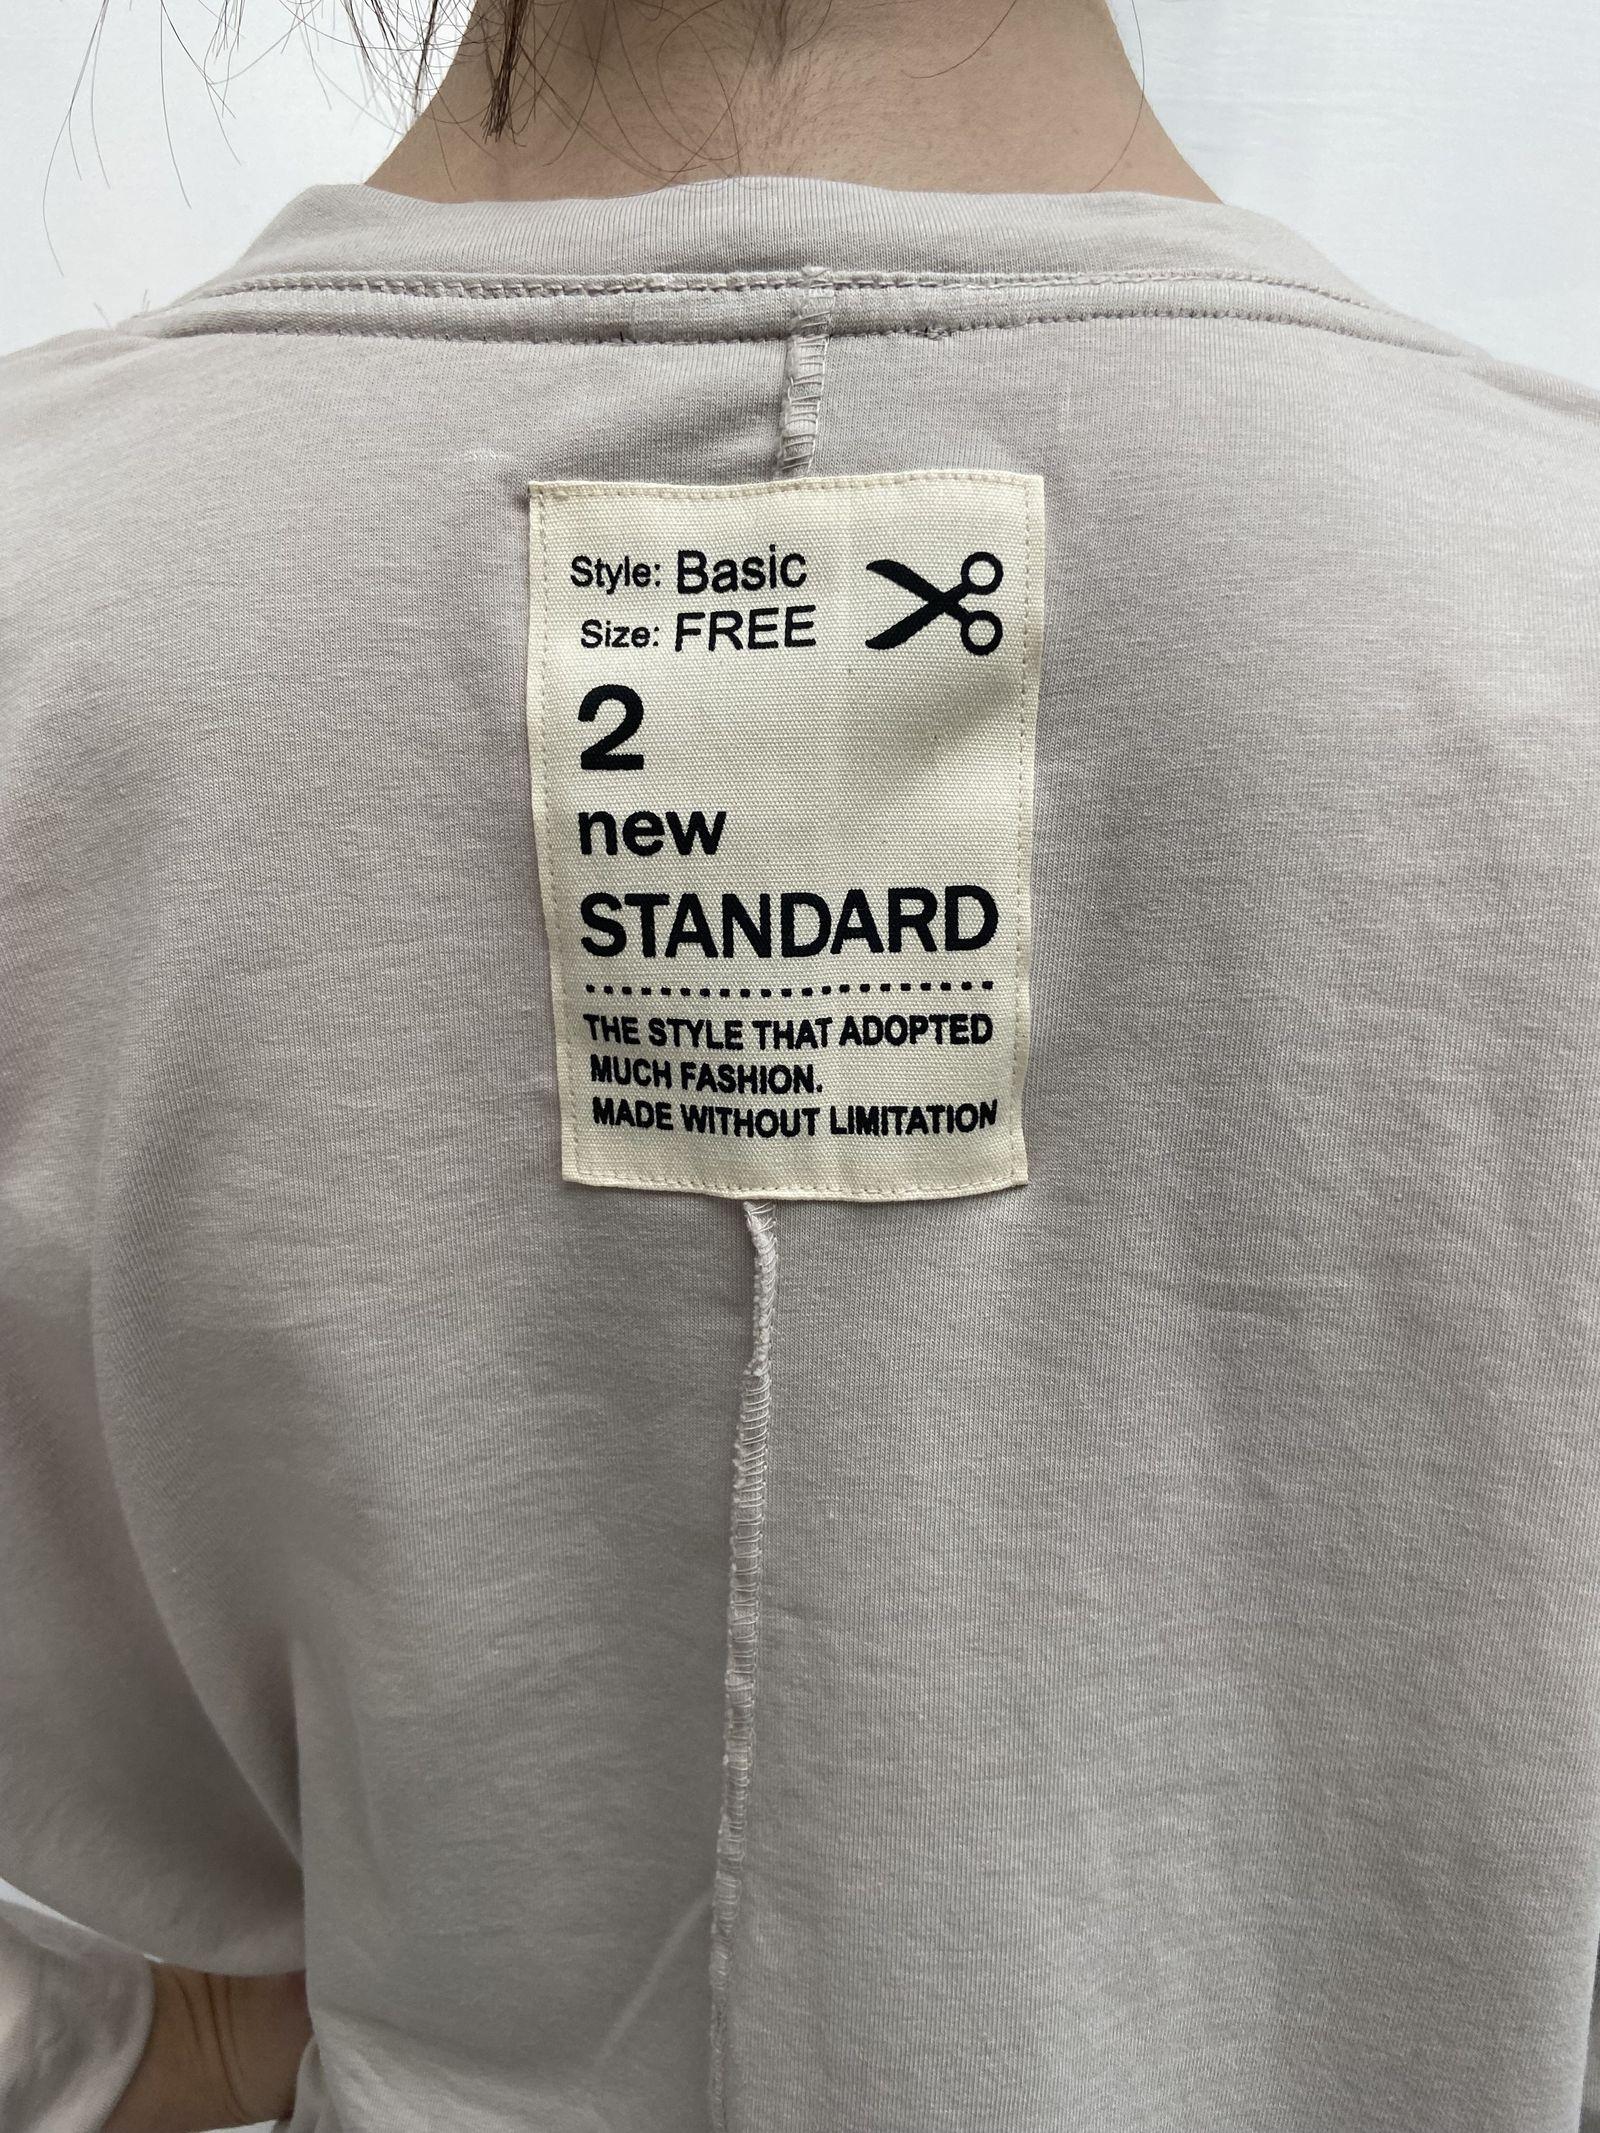 Style: Basic
Size: FREE
2
new
STANDARD
THE STYLE THAT ADOPTED
MUCH FASHION.
MADE WITHOUT LIMITATION